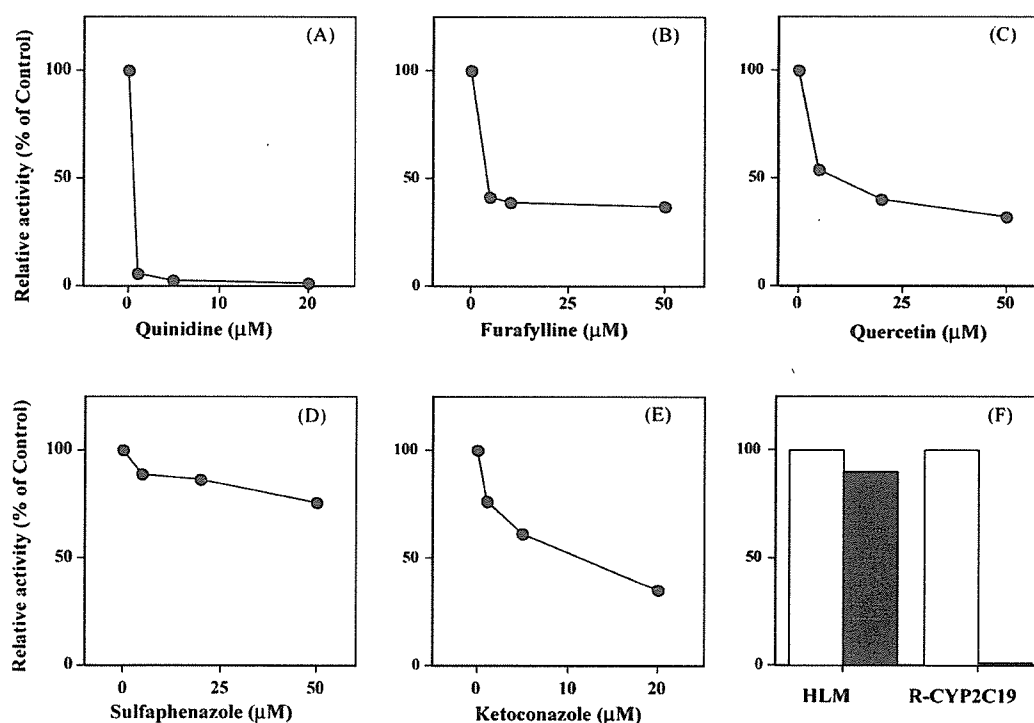 (A)
(B)
(C)
Relative activity (% of Control)
100
50
0
0 10 20
Quinidine (µM)
100
50
0
0 25 50
Furafylline (µM)
100
50
0
0 25 50
Quercetin (µM)
(D)
(E)
(F)
Relative activity (% of Control)
100
50
0
0 25 50
Sulfaphenazole (µM)
100
50
0
0 10 20
Ketoconazole (µM)
100
50
0
HLM R-CYP2C19